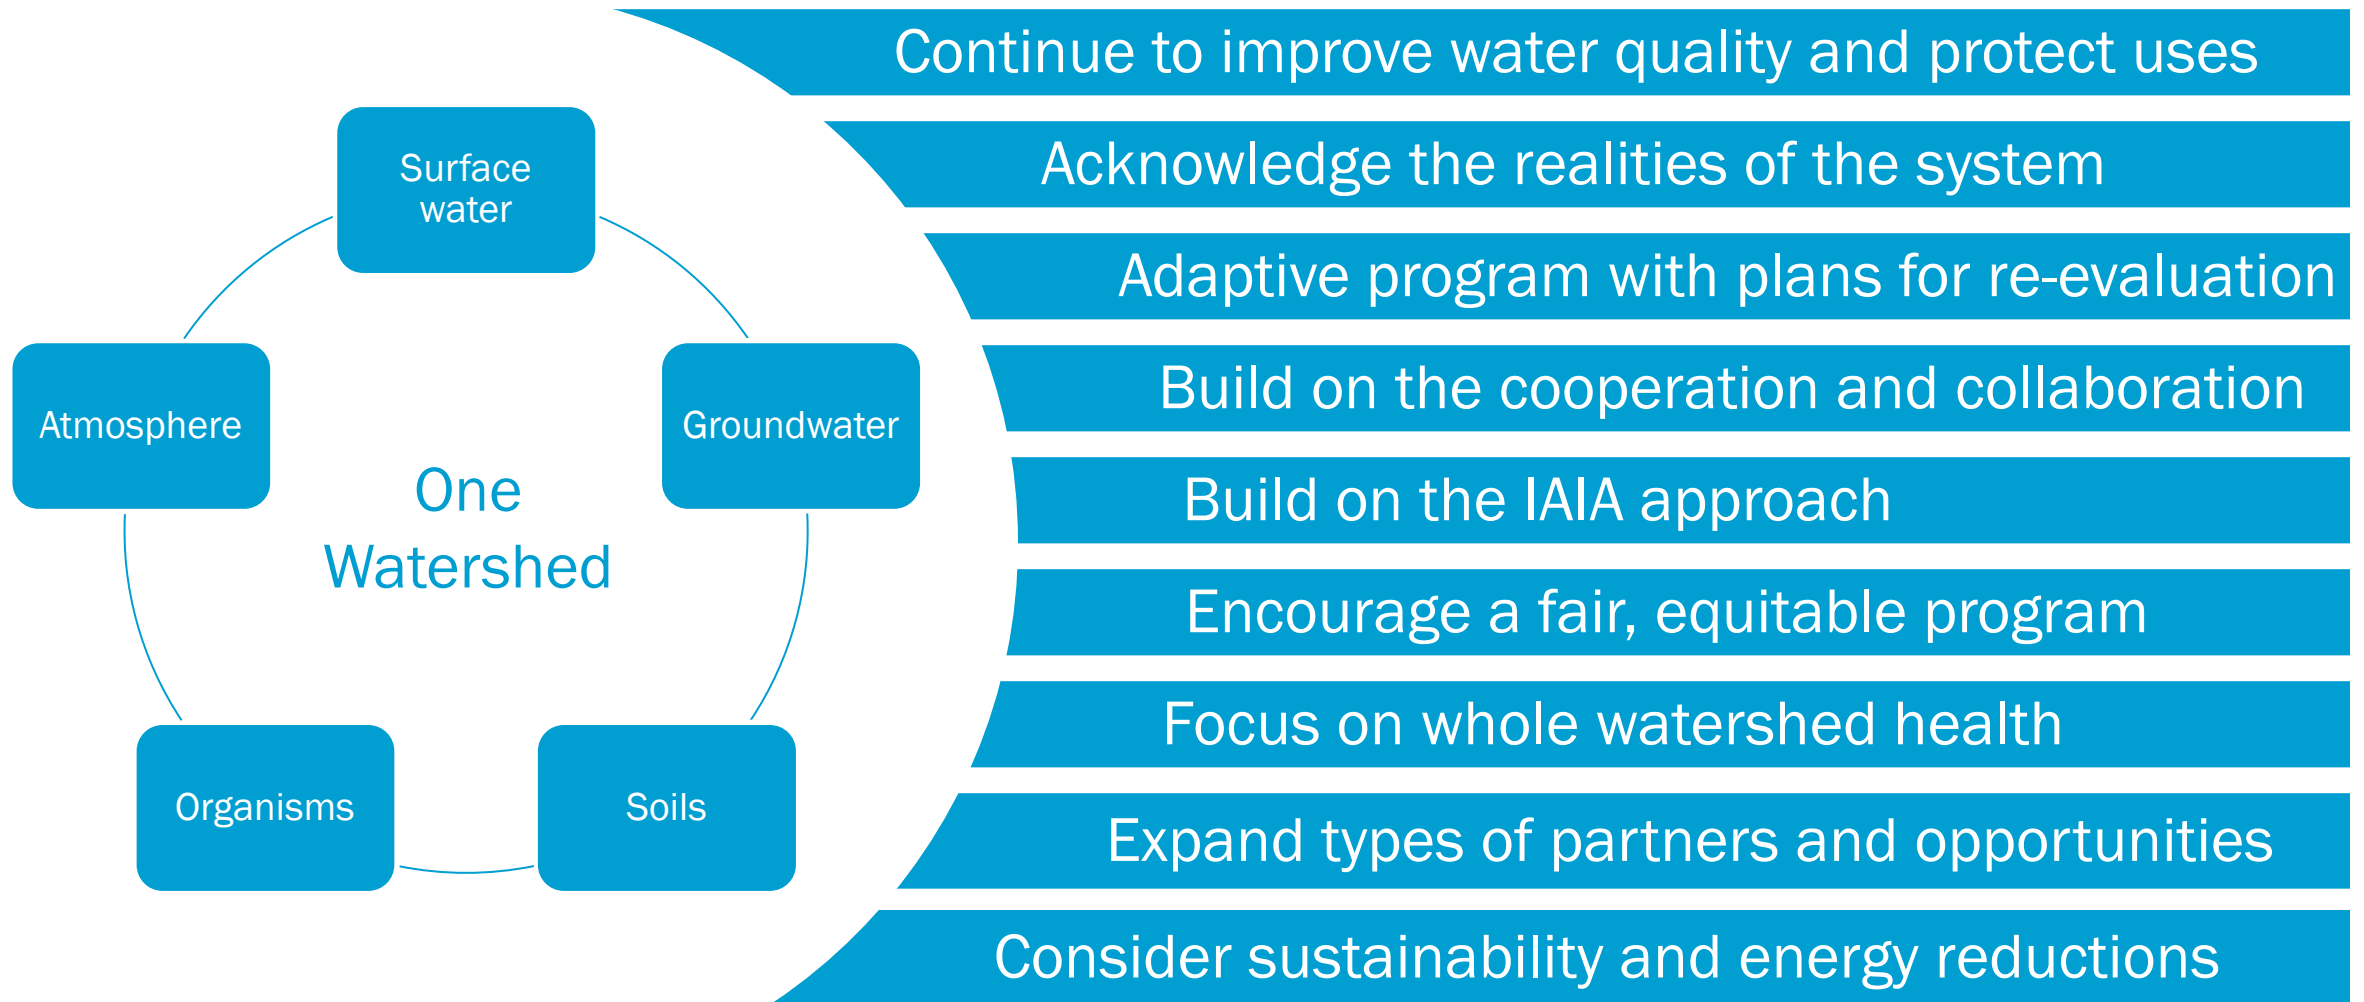 Surface
water
Atmosphere
Groundwater
One
Watershed
Organisms
Soils
Continue to improve water quality and protect uses
Acknowledge the realities of the system
Adaptive program with plans for re-evaluation
Build on the cooperation and collaboration
Build on the IAIA approach
Encourage a fair, equitable program
Focus on whole watershed health
Expand types of partners and opportunities
Consider sustainability and energy reductions